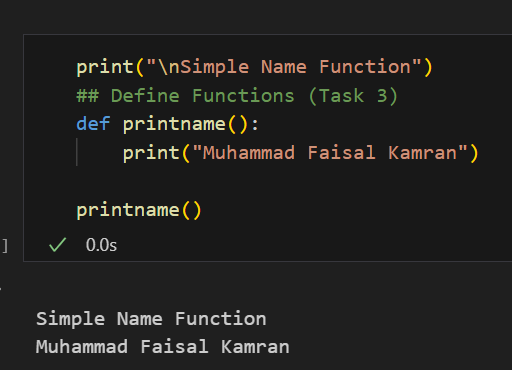 print("\nSimple Name Function")
## Define Functions (Task 3)
def printname():
    print("Muhammad Faisal Kamran")
printname()
] ✓ 0.0s
Simple Name Function
Muhammad Faisal Kamran